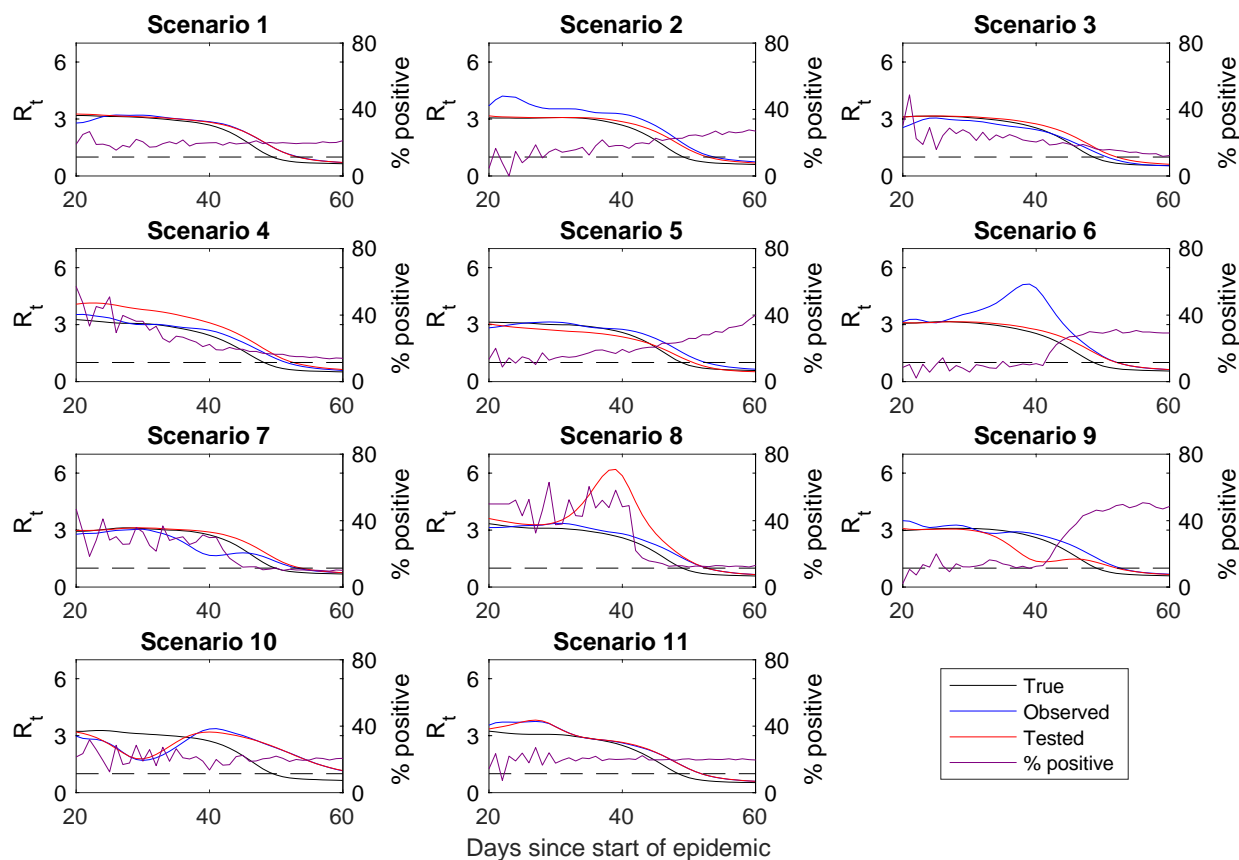 Scenario 1
Scenario 2
Scenario 3
R_t
6
3
0
80
40
0
% positive
20
40
60
R_t
6
3
0
80
40
0
% positive
20
40
60
R_t
6
3
0
80
40
0
% positive
20
40
60
Scenario 4
Scenario 5
Scenario 6
R_t
6
3
0
80
40
0
% positive
20
40
60
R_t
6
3
0
80
40
0
% positive
20
40
60
R_t
6
3
0
80
40
0
% positive
20
40
60
Scenario 7
Scenario 8
Scenario 9
R_t
6
3
0
80
40
0
% positive
20
40
60
R_t
6
3
0
80
40
0
% positive
20
40
60
R_t
6
3
0
80
40
0
% positive
20
40
60
Scenario 10
Scenario 11
R_t
6
3
0
80
40
0
% positive
20
40
60
R_t
6
3
0
80
40
0
% positive
20
40
60
True
Observed
Tested
% positive
Days since start of epidemic